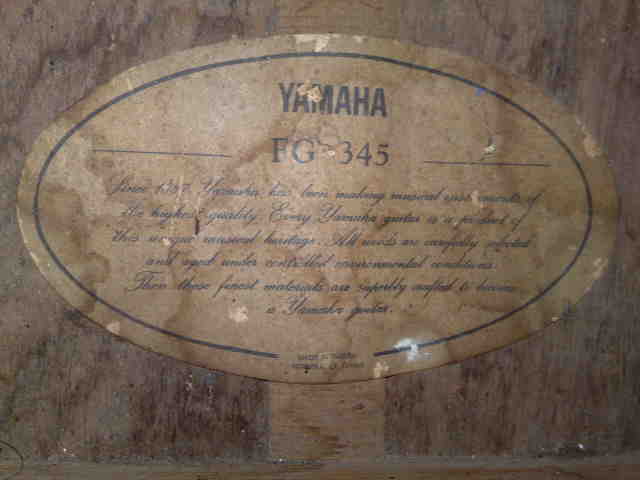 YAMAHA
FG-345
Since 1887, Yamaha has been making musical instruments of
the highest quality. Every Yamaha guitar is a product of
this unique musical heritage. All woods are carefully selected
and aged under controlled environmental conditions.
Then these finest materials are superbly crafted to become
a Yamaha guitar.